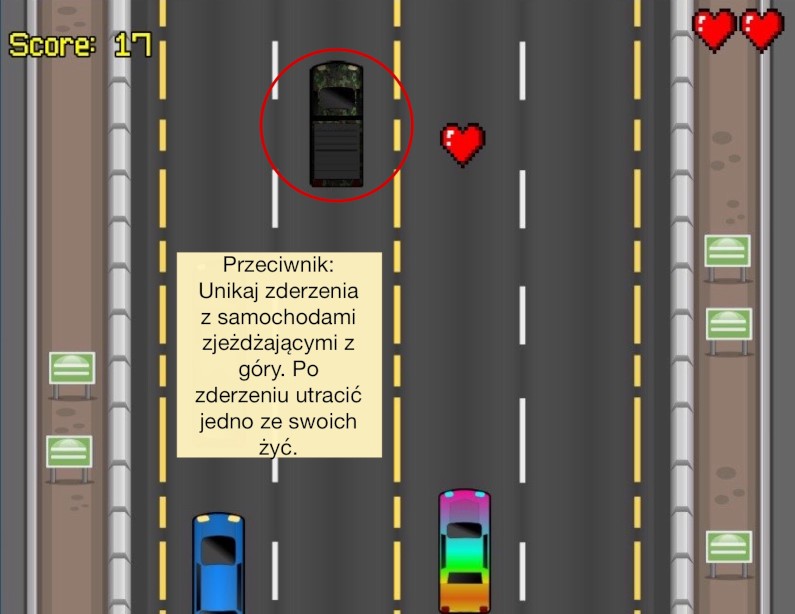 Score: 17
Przeciwnik:
Unikaj zderzenia
z samochodami
zjeżdżającymi z
góry. Po
zderzeniu utracić
jedno ze swoich
żyć.